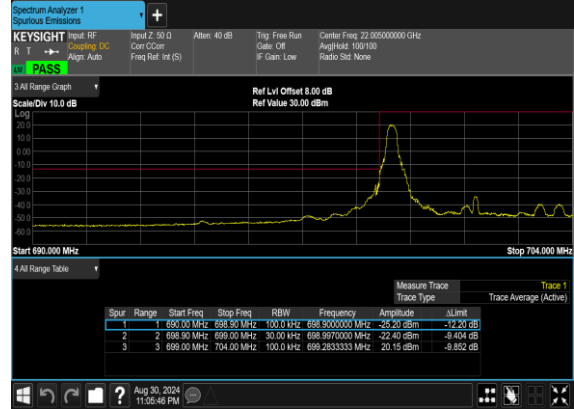 Spectrum Analyzer 1
Spurious Emissions
KEYSIGHT Input: RF Input Z: 50 Ω Atten: 40 dB Trig: Free Run Center Freq: 22.005000000 GHz
R T Coupling: DC Corr CCorr Gate: Off Avg|Hold: 100/100
Align: Auto Freq Ref: Int (S) IF Gain: Low Radio Std: None
PASS
3 All Range Graph
Ref Lvl Offset 8.00 dB
Scale/Div 10.0 dB Ref Value 30.00 dBm
Log
20.0
10.0
0.00
-10.0
-20.0
-30.0
-40.0
-50.0
-60.0
Start 690.000 MHz Stop 704.000 MHz
4 All Range Table
Measure Trace Trace 1
Trace Type Trace Average (Active)
Spur Range Start Freq Stop Freq RBW Frequency Amplitude ΔLimit
1 1 690.00 MHz 698.90 MHz 100.0 kHz 698.9000000 MHz -25.20 dBm -12.20 dB
2 2 698.90 MHz 699.00 MHz 30.00 kHz 698.9970000 MHz -22.40 dBm -9.404 dB
3 3 699.00 MHz 704.00 MHz 100.0 kHz 699.2833333 MHz 20.15 dBm -9.852 dB
Aug 30, 2024
11:05:46 PM